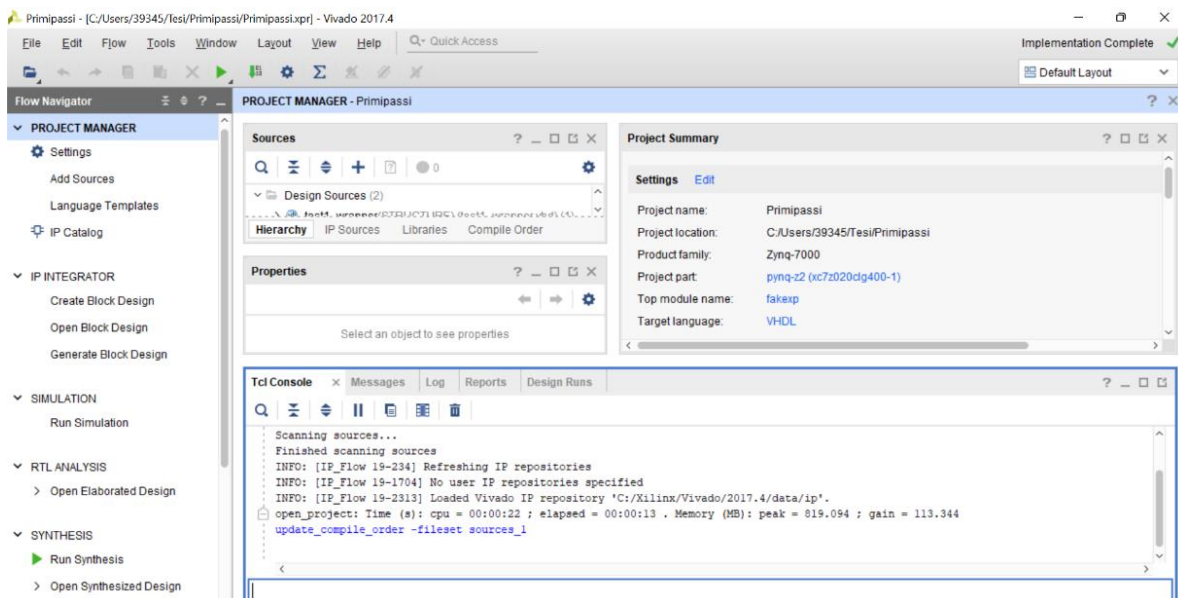 Primipassi - [C:/Users/39345/Tesi/Primipassi/Primipassi.xpr] - Vivado 2017.4
File Edit Flow Tools Window Layout View Help Quick Access
Implementation Complete
Default Layout
Flow Navigator
PROJECT MANAGER
Settings
Add Sources
Language Templates
IP Catalog
IP INTEGRATOR
Create Block Design
Open Block Design
Generate Block Design
SIMULATION
Run Simulation
RTL ANALYSIS
Open Elaborated Design
SYNTHESIS
Run Synthesis
Open Synthesized Design
PROJECT MANAGER - Primipassi
Sources
0
Design Sources (2)
Hierarchy IP Sources Libraries Compile Order
Properties
Select an object to see properties
Project Summary
Settings Edit
Project name: Primipassi
Project location: C:/Users/39345/Tesi/Primipassi
Product family: Zynq-7000
Project part: pynq-z2 (xc7z020clg400-1)
Top module name: fakexp
Target language: VHDL
Tcl Console Messages Log Reports Design Runs
Scanning sources...
Finished scanning sources
INFO: [IP_Flow 19-234] Refreshing IP repositories
INFO: [IP_Flow 19-1704] No user IP repositories specified
INFO: [IP_Flow 19-2313] Loaded Vivado IP repository 'C:/Xilinx/Vivado/2017.4/data/ip'.
open_project: Time (s): cpu = 00:00:22 ; elapsed = 00:00:13 . Memory (MB): peak = 819.094 ; gain = 113.344
update_compile_order -fileset sources_1